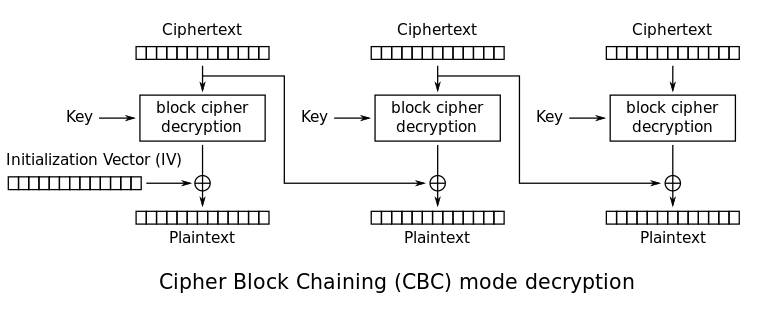 Ciphertext
Ciphertext
Ciphertext
Key
block cipher
decryption
Key
block cipher
decryption
Key
block cipher
decryption
Initialization Vector (IV)
Plaintext
Plaintext
Plaintext
Cipher Block Chaining (CBC) mode decryption